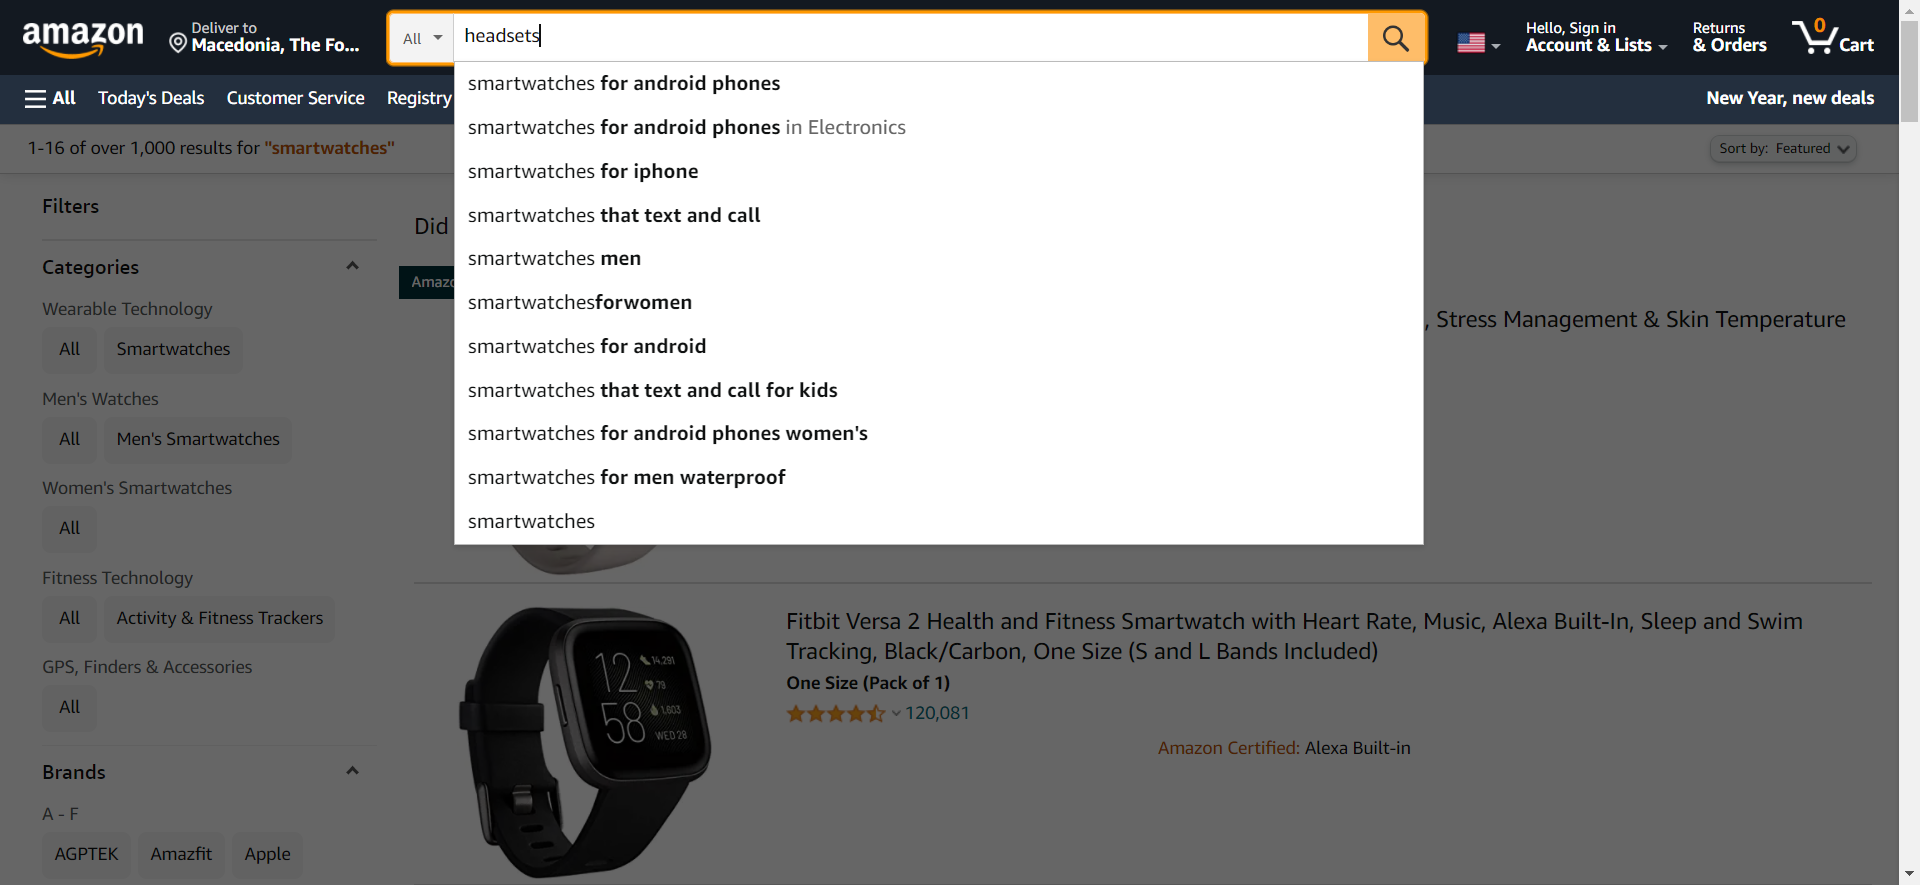 amazon
Deliver to
Macedonia, The Fo...
All
headsets
Hello, Sign in
Account & Lists
Returns
& Orders
0
Cart
All
Today's Deals
Customer Service
Registry
New Year, new deals
smartwatches for android phones
smartwatches for android phones in Electronics
smartwatches for iphone
smartwatches that text and call
smartwatches men
smartwatchesforwomen
smartwatches for android
smartwatches that text and call for kids
smartwatches for android phones women's
smartwatches for men waterproof
smartwatches
1-16 of over 1,000 results for "smartwatches"
Sort by: Featured
Filters
Categories
Wearable Technology
All
Smartwatches
Men's Watches
All
Men's Smartwatches
Women's Smartwatches
All
Fitness Technology
All
Activity & Fitness Trackers
GPS, Finders & Accessories
All
Brands
A - F
AGPTEK
Amazfit
Apple
Did
, Stress Management & Skin Temperature
12
14,291
79
58
1,603
WED 28
Fitbit Versa 2 Health and Fitness Smartwatch with Heart Rate, Music, Alexa Built-In, Sleep and Swim
Tracking, Black/Carbon, One Size (S and L Bands Included)
One Size (Pack of 1)
120,081
Amazon Certified: Alexa Built-in